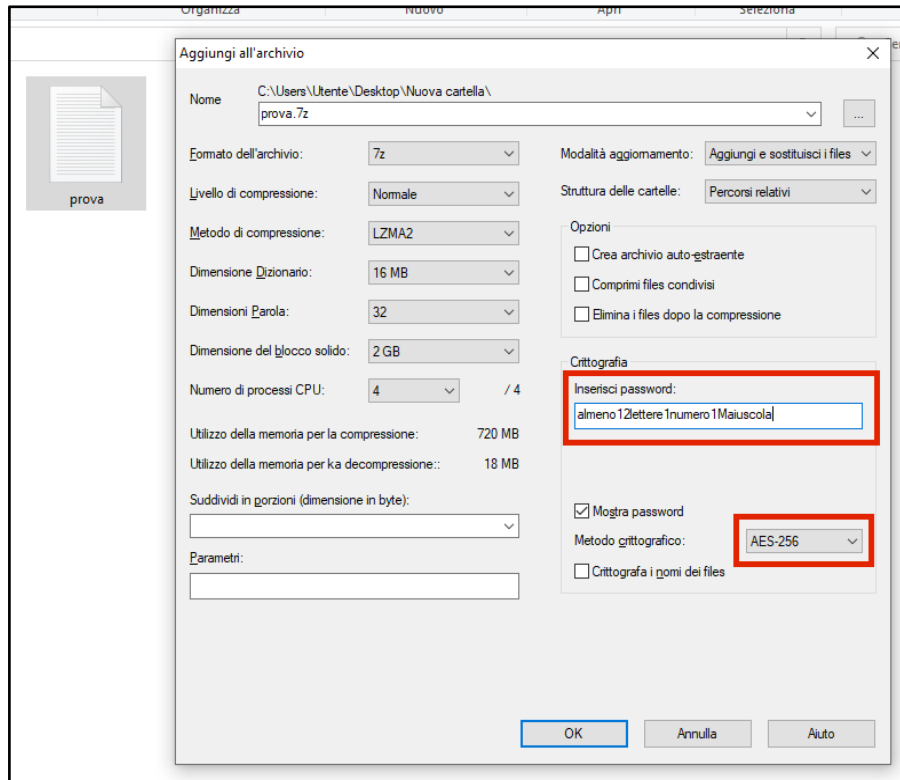 Organizza Nuovo Apri Seleziona
Aggiungi all'archivio
prova
Nome
C:\Users\Utente\Desktop\Nuova cartella\
prova.7z
...
Formato dell'archivio: 7z
Livello di compressione: Normale
Metodo di compressione: LZMA2
Dimensione Dizionario: 16 MB
Dimensioni Parola: 32
Dimensione del blocco solido: 2 GB
Numero di processi CPU: 4 / 4
Utilizzo della memoria per la compressione: 720 MB
Utilizzo della memoria per ka decompressione:: 18 MB
Suddividi in porzioni (dimensione in byte):
Parametri:
Modalità aggiornamento: Aggiungi e sostituisci i files
Struttura delle cartelle: Percorsi relativi
Opzioni
Crea archivio auto-estraente
Comprimi files condivisi
Elimina i files dopo la compressione
Crittografia
Inserisci password:
almeno12lettere1numero1Maiuscola
Mostra password
Metodo crittografico: AES-256
Crittografa i nomi dei files
OK Annulla Aiuto